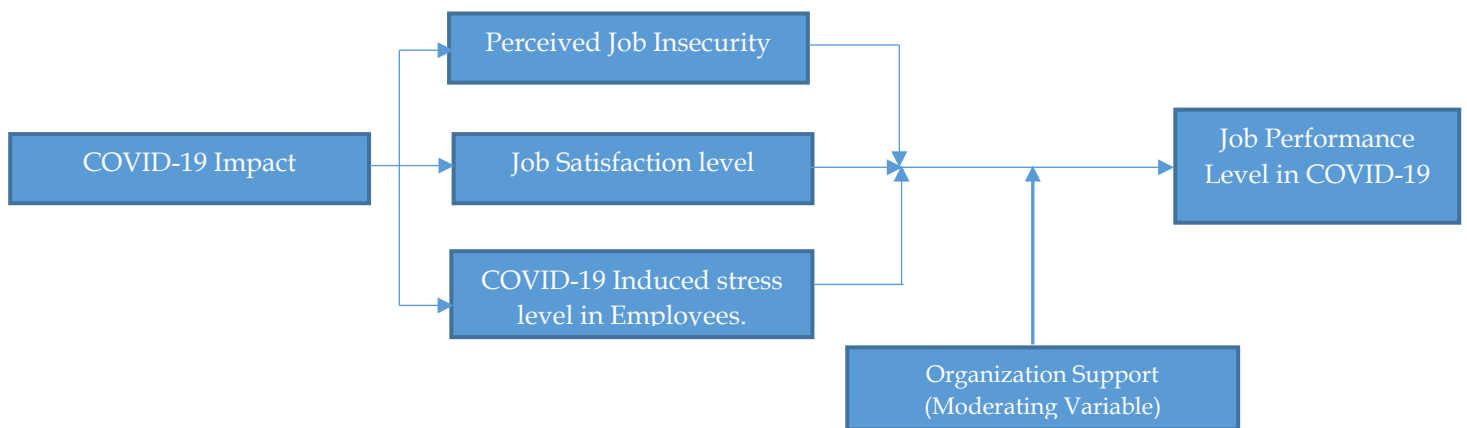 Perceived Job Insecurity
COVID-19 Impact
Job Satisfaction level
COVID-19 Induced stress
level in Employees.
Job Performance
Level in COVID-19
Organization Support
(Moderating Variable)